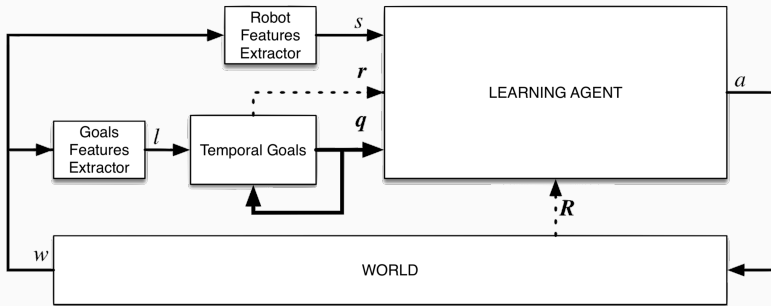 Robot
Features
Extractor
s
r
LEARNING AGENT
a
Goals
Features
Extractor
l
Temporal Goals
q
R
w
WORLD